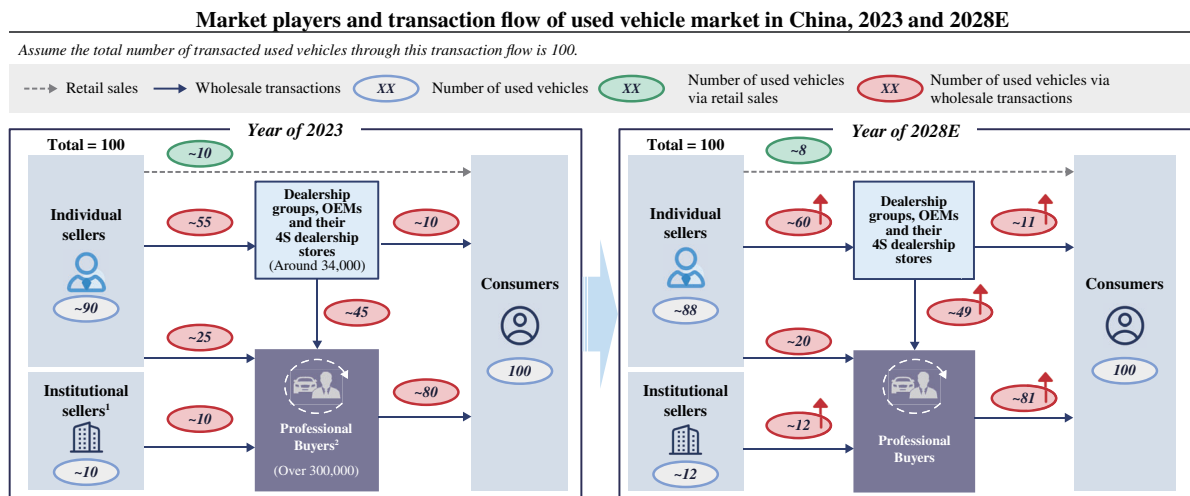 Market players and transaction flow of used vehicle market in China, 2023 and 2028E
Assume the total number of transacted used vehicles through this transaction flow is 100.
Retail sales
Wholesale transactions
XX
Number of used vehicles
XX
Number of used vehicles
via retail sales
XX
Number of used vehicles via
wholesale transactions
Year of 2023
Total = 100
~10
Individual
sellers
~90
~55
Dealership
groups, OEMs
and their
4S dealership
stores
(Around 34,000)
~10
~45
~25
Institutional
sellers1
~10
~10
Professional
Buyers2
(Over 300,000)
~80
Consumers
100
Year of 2028E
Total = 100
~8
Individual
sellers
~88
~60
Dealership
groups, OEMs
and their
4S dealership
stores
~11
~49
~20
Institutional
sellers
~12
~12
Professional
Buyers
~81
Consumers
100